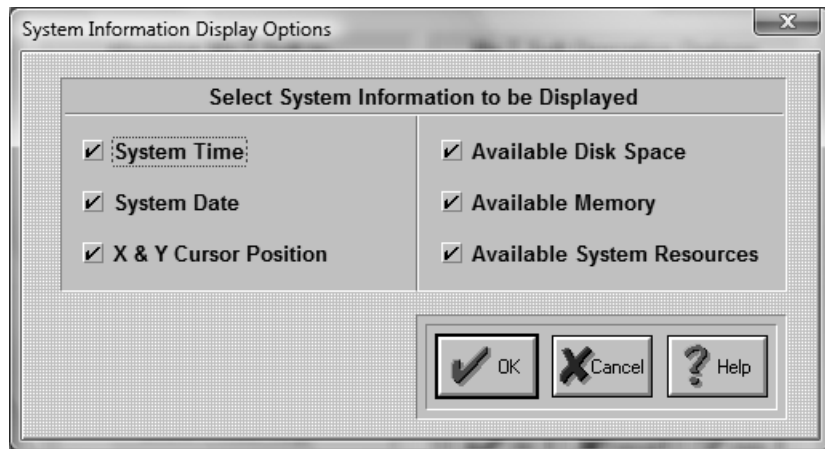 System Information Display Options
Select System Information to be Displayed
System Time
System Date
X & Y Cursor Position
Available Disk Space
Available Memory
Available System Resources
OK
Cancel
Help